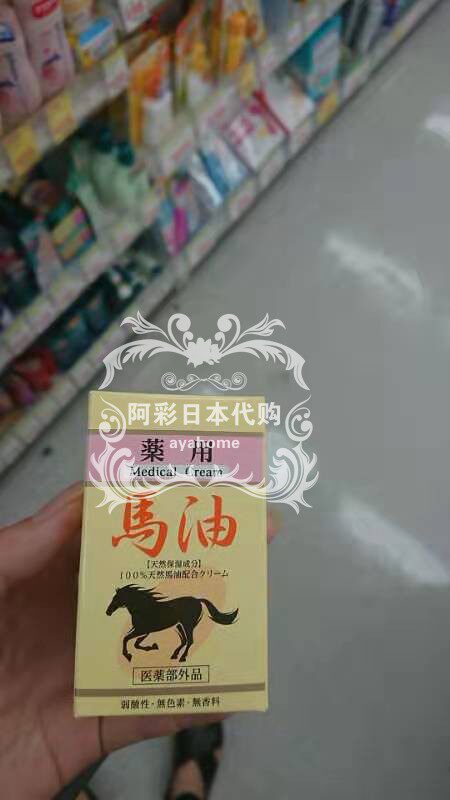 阿彩日本代购
ayahome
薬 用
Medical Cream
馬油
【天然保湿成分】
100%天然馬油配合クリーム
医薬部外品
弱酸性・無色素・無香料